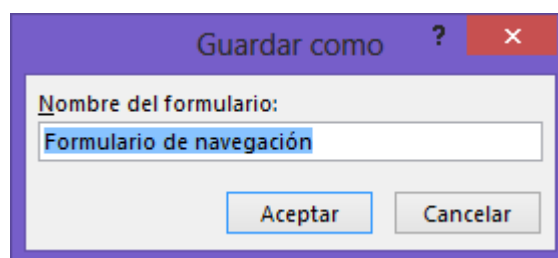 Guardar como ? ×
Nombre del formulario:
Formulario de navegación
Aceptar Cancelar